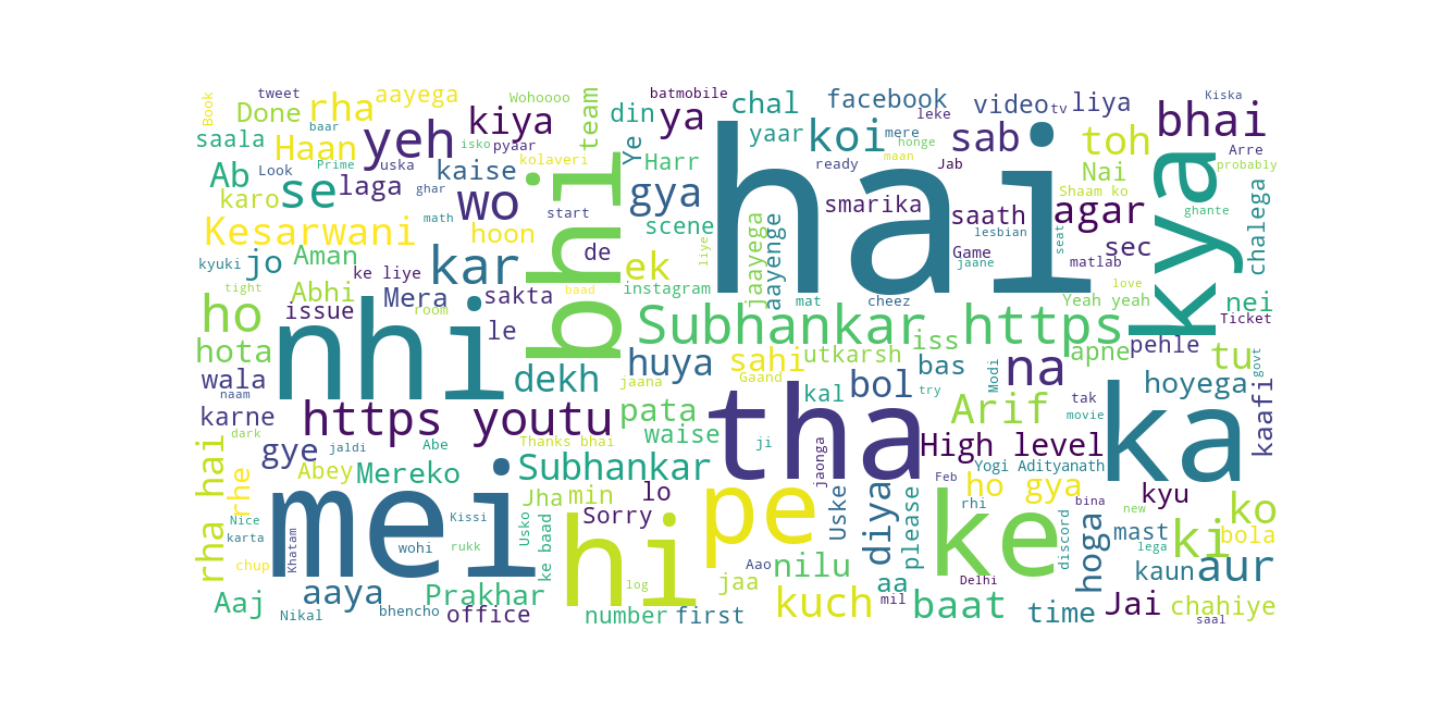 Book
tweet
Done
rha
aayega
Wohoooo
team
din
ya
batmobile
chal
facebook
leke
video
tv
liya
Kiska
bhai
saala
baar
Haan
yeh
isko
kiya
pyaar
Ye
yaar
koi
mere
honge
sab
toh
Arre
Ab
Look
Prime
uska
kaise
kolaveri
Harr
ready
maan
Jab
Nai
probably
karo
se
laga
ghar
wo
start
gya
hai
smarika
saath
Shaam ko
agar
kya
ghante
chalega
Kesarwani
math
hoon
bhi
scene
lesbian
seat
sec
kyuki
jo
Aman
ke liye
kar
de
ek
liye
jaayega
aayenge
Game
jaane
matlab
tight
Abhi
Mera
sakta
baad
instagram
mat
cheez
love
Yeah yeah
nei
ho
issue
room
nhi
le
Subhankar https
iss
Ticket
hota
huya
sahi
utkarsh
bas
apne
pehle
tu
govt
wala
naam
dekh
jaana
Gaand
kal
bol
try
Modi
na
hoyega
kaafi
karne
https youtu
pata
tha
Arif
tak
movie
ka
dark
gye
jaldi
Abe
Thanks bhai
waise
ji
jaonga
High level
rha hai
rhe
Abey
Mereko
Subhankar
Yogi Adityanath
mei
Jha
min
lo
pe
Uske
diya
please
Feb
ho gya
rhi
bina
kyu
ko
Nice
Kissi
Usko
Sorry
hi
ke
discord
new
mast
ki
bola
karta
Khatam
wohi
rukk
ke baad
hoga
lega
chup
Aao
nilu
aa
Delhi
kaun
aur
Aaj
aaya
Prakhar
log
jaa
kuch
mil
baat
time
Jai
chahiye
Nikal
bhencho
office
number
first
saal